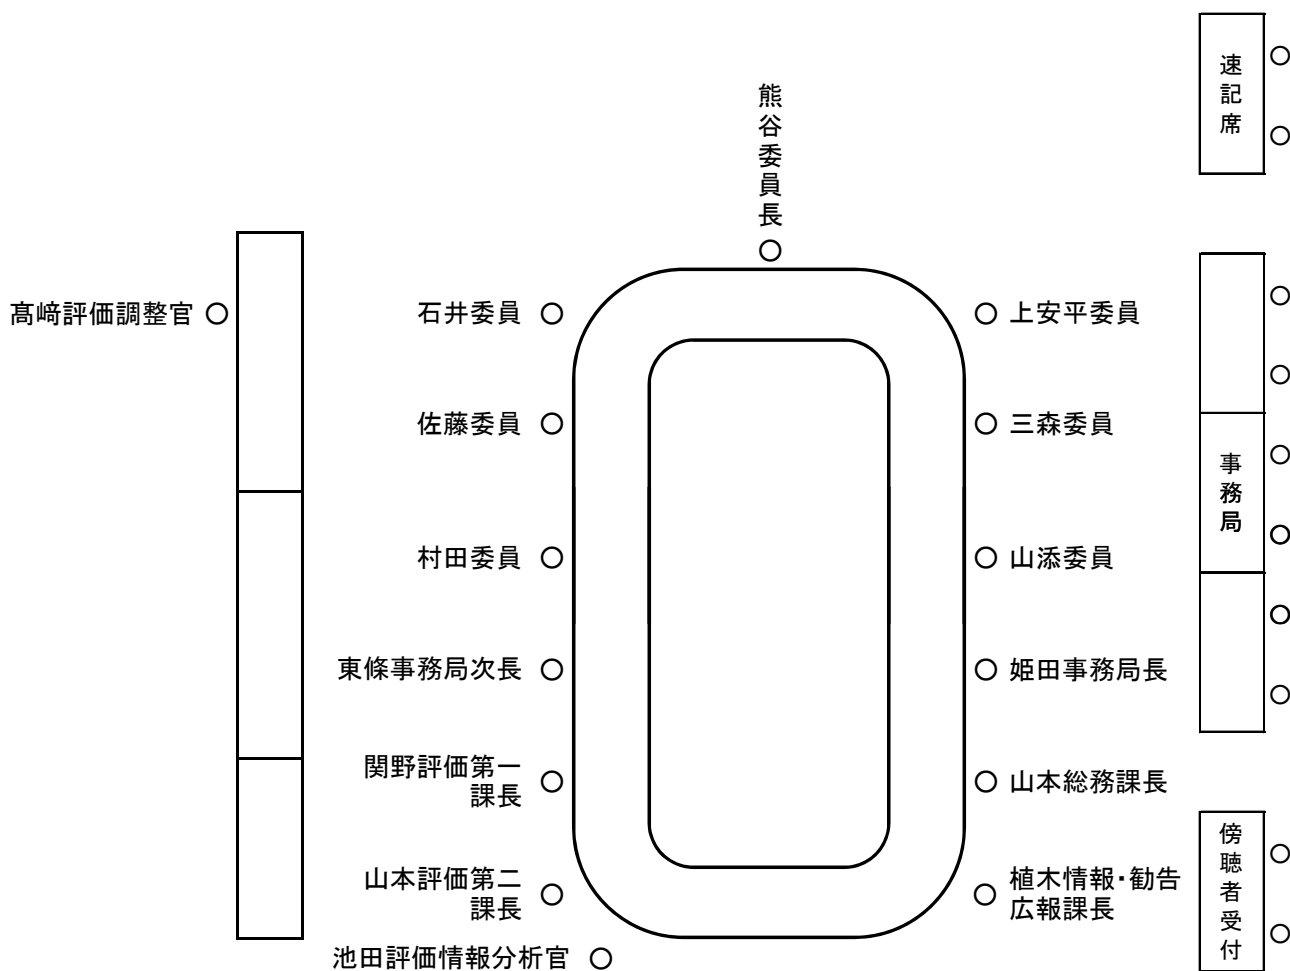 速記席
熊谷委員長
髙﨑評価調整官
石井委員
上安平委員
佐藤委員
三森委員
事務局
村田委員
山添委員
東條事務局次長
姫田事務局長
関野評価第一
課長
山本総務課長
山本評価第二
課長
植木情報・勧告
広報課長
傍聴者受付
池田評価情報分析官